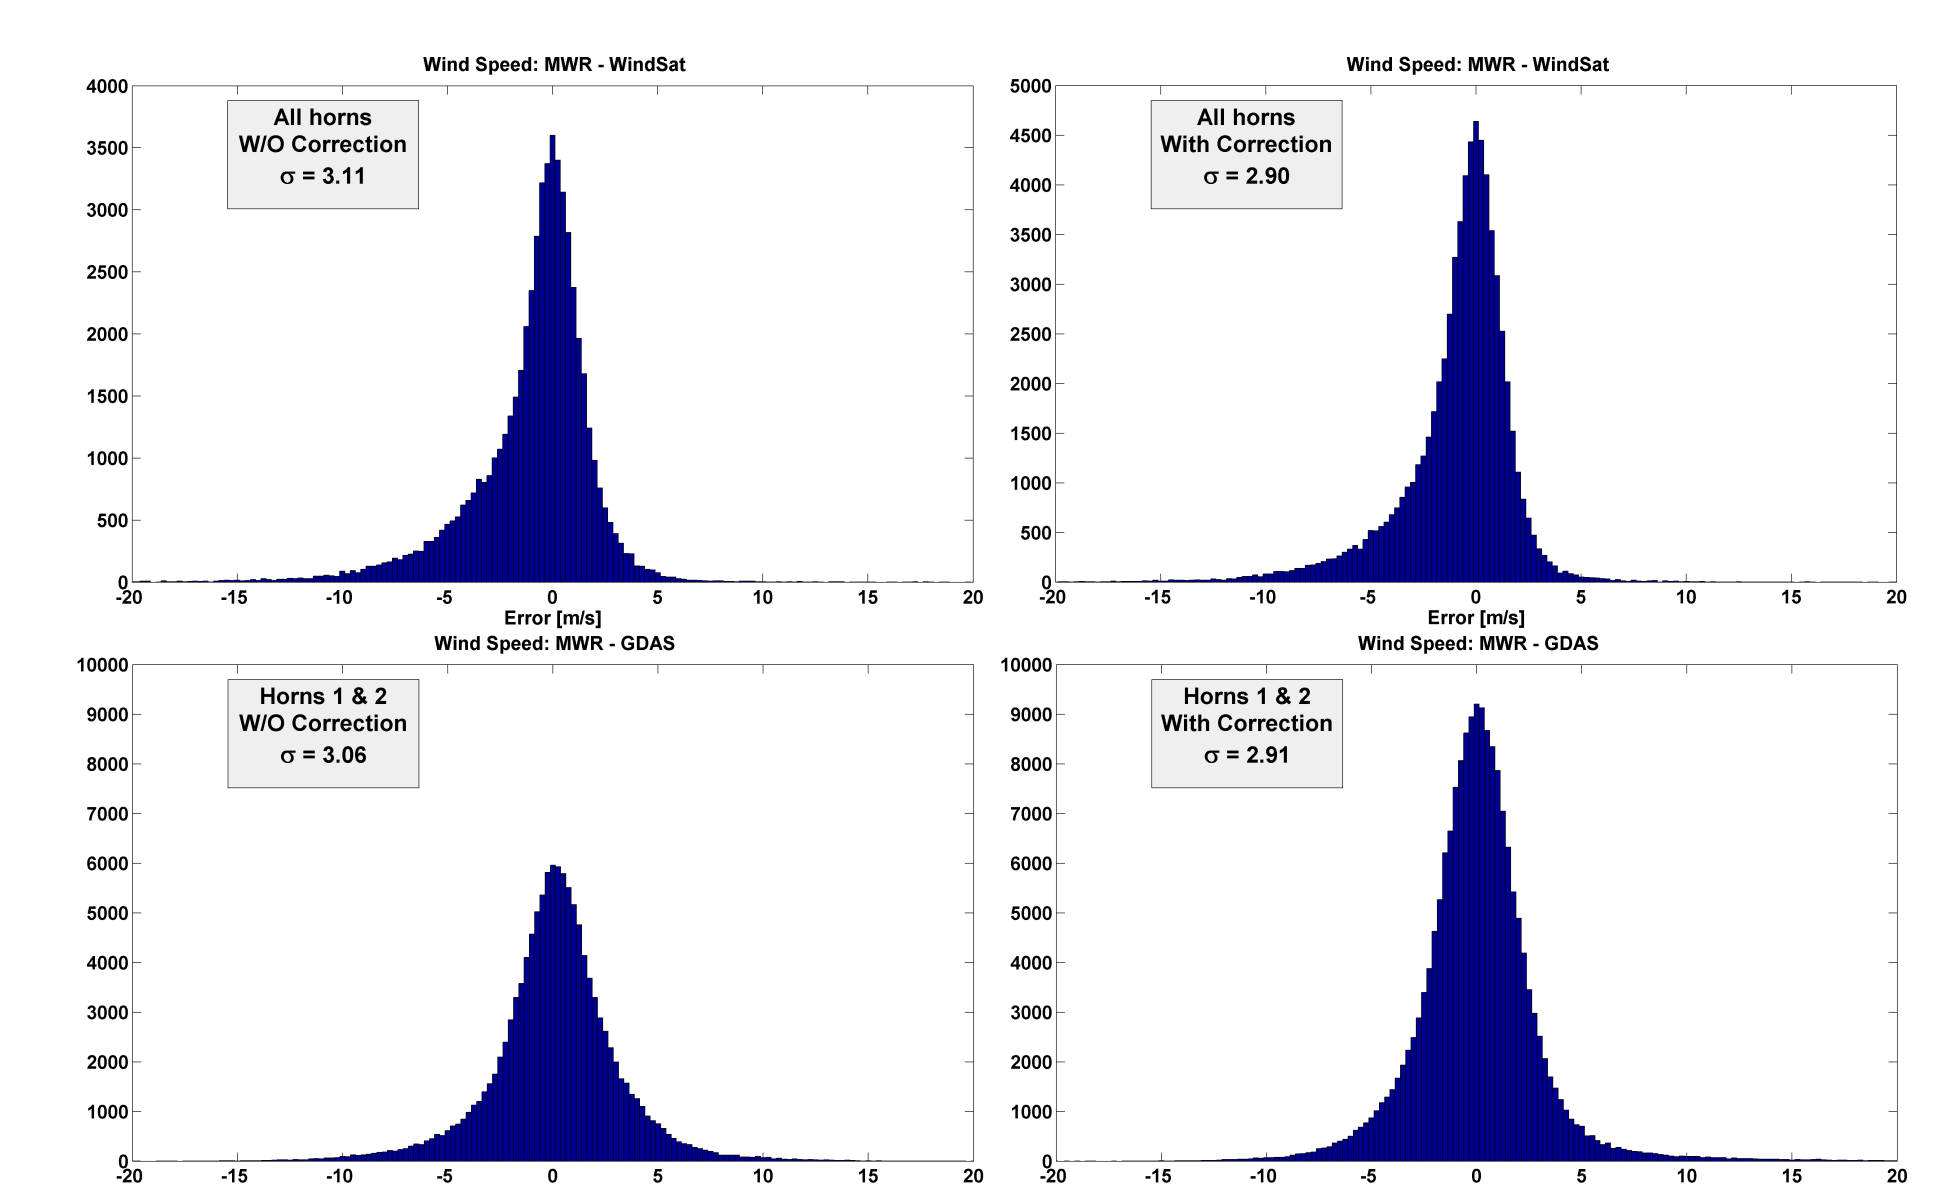 Wind Speed: MWR - WindSat
4000
3500
3000
2500
2000
1500
1000
500
0
All horns
W/O Correction
σ = 3.11
-20 -15 -10 -5 0 5 10 15 20
Error [m/s]
Wind Speed: MWR - WindSat
5000
4500
4000
3500
3000
2500
2000
1500
1000
500
0
All horns
With Correction
σ = 2.90
-20 -15 -10 -5 0 5 10 15 20
Error [m/s]
Wind Speed: MWR - GDAS
10000
9000
8000
7000
6000
5000
4000
3000
2000
1000
0
Horns 1 & 2
W/O Correction
σ = 3.06
-20 -15 -10 -5 0 5 10 15 20
Wind Speed: MWR - GDAS
10000
9000
8000
7000
6000
5000
4000
3000
2000
1000
0
Horns 1 & 2
With Correction
σ = 2.91
-20 -15 -10 -5 0 5 10 15 20